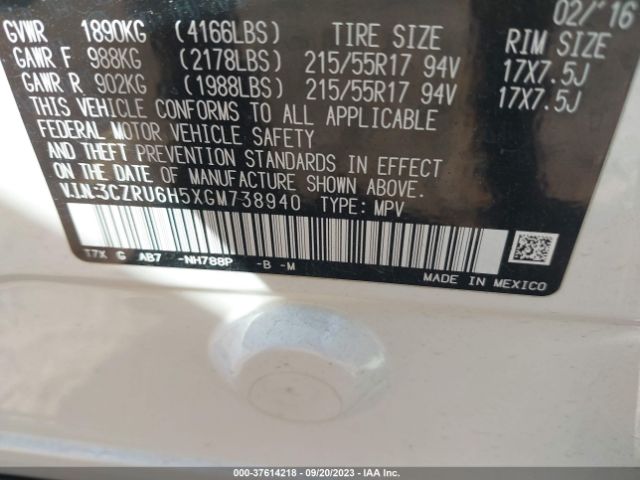 02/'16
GVWR 1890KG (4166LBS) TIRE SIZE RIM SIZE
GAWR F 988KG (2178LBS) 215/55R17 94V 17X7.5J
GAWR R 902KG (1988LBS) 215/55R17 94V 17X7.5J
THIS VEHICLE CONFORMS TO ALL APPLICABLE
FEDERAL MOTOR VEHICLE SAFETY
AND THEFT PREVENTION STANDARDS IN EFFECT
ON THE DATE OF MANUFACTURE SHOWN ABOVE.
V.I.N:3CZRU6H5XGM738940 TYPE: MPV
T7X G AB7 -NH788P -B -M
MADE IN MEXICO
000-37614218 - 09/20/2023 - IAA Inc.